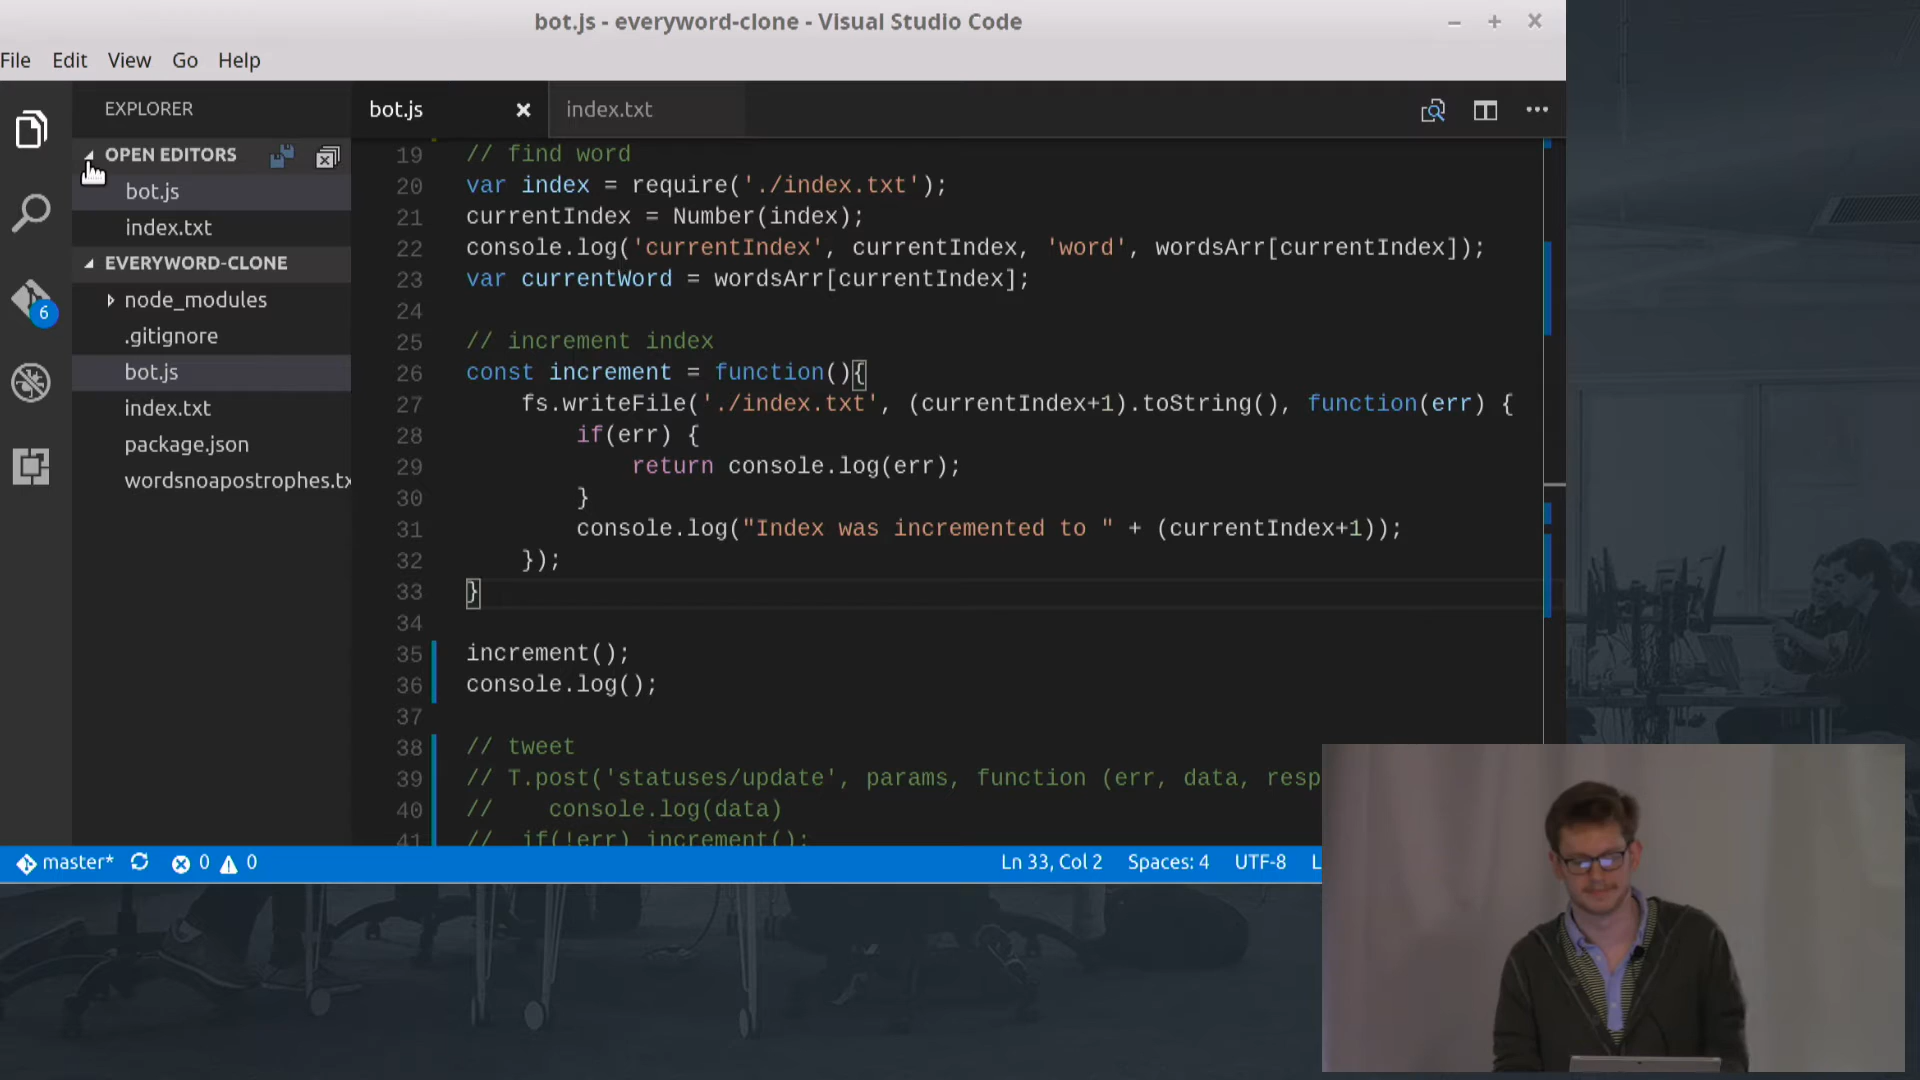 bot.js - everyword-clone - Visual Studio Code
File Edit View Go Help
EXPLORER
bot.js
index.txt
OPEN EDITORS
bot.js
index.txt
EVERYWORD-CLONE
node_modules
.gitignore
bot.js
index.txt
package.json
wordsnoapostrophes.tx
6
19 // find word
20 var index = require('./index.txt');
21 currentIndex = Number(index);
22 console.log('currentIndex', currentIndex, 'word', wordsArr[currentIndex]);
23 var currentWord = wordsArr[currentIndex];
24
25 // increment index
26 const increment = function(){
27 fs.writeFile('./index.txt', (currentIndex+1).toString(), function(err) {
28 if(err) {
29 return console.log(err);
30 }
31 console.log("Index was incremented to " + (currentIndex+1));
32 });
33 }
34
35 increment();
36 console.log();
37
38 // tweet
39 // T.post('statuses/update', params, function (err, data, resp
40 // console.log(data)
41 // if(!err) increment();
master* 0 0 Ln 33, Col 2 Spaces: 4 UTF-8 L